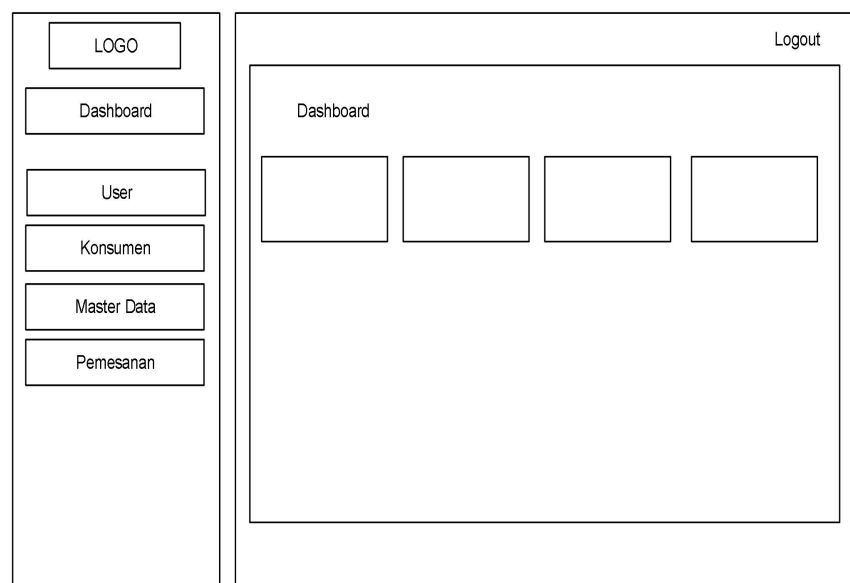 LOGO
Dashboard
User
Konsumen
Master Data
Pemesanan
Logout
Dashboard